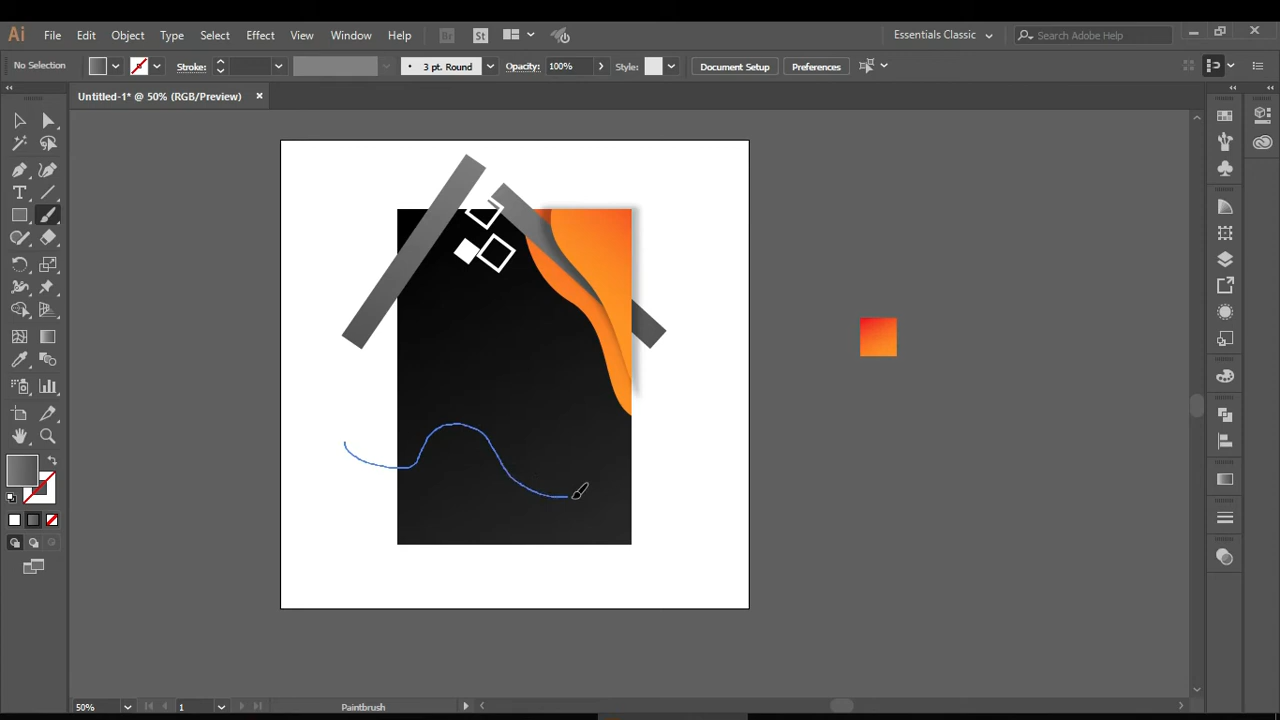 Ai File Edit Object Type Select Effect View Window Help Br St Essentials Classic Search Adobe Help
No Selection Stroke: 3 pt. Round Opacity: 100% Style: Document Setup Preferences
Untitled-1* @ 50% (RGB/Preview) ×
T
50% 1 Paintbrush